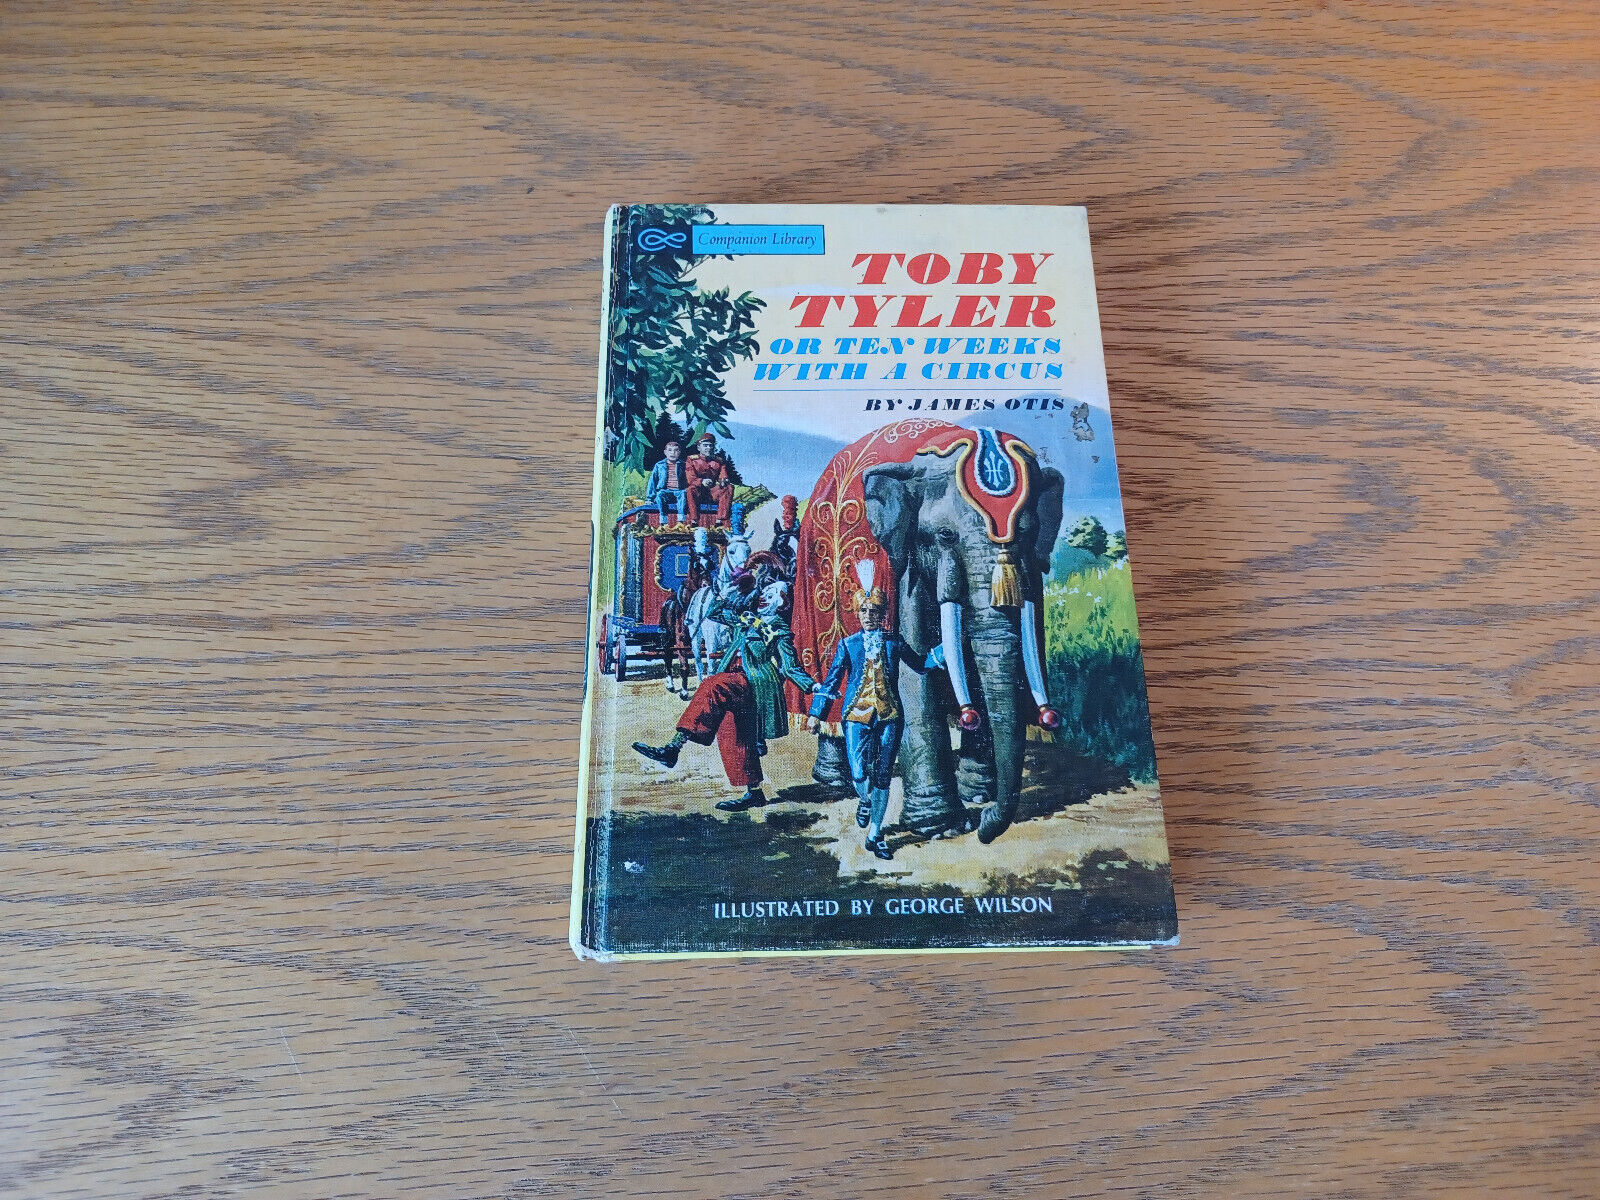 Companion Library
TOBY
TYLER
OR TEN WEEKS
WITH A CIRCUS
BY JAMES OTIS
ILLUSTRATED BY GEORGE WILSON